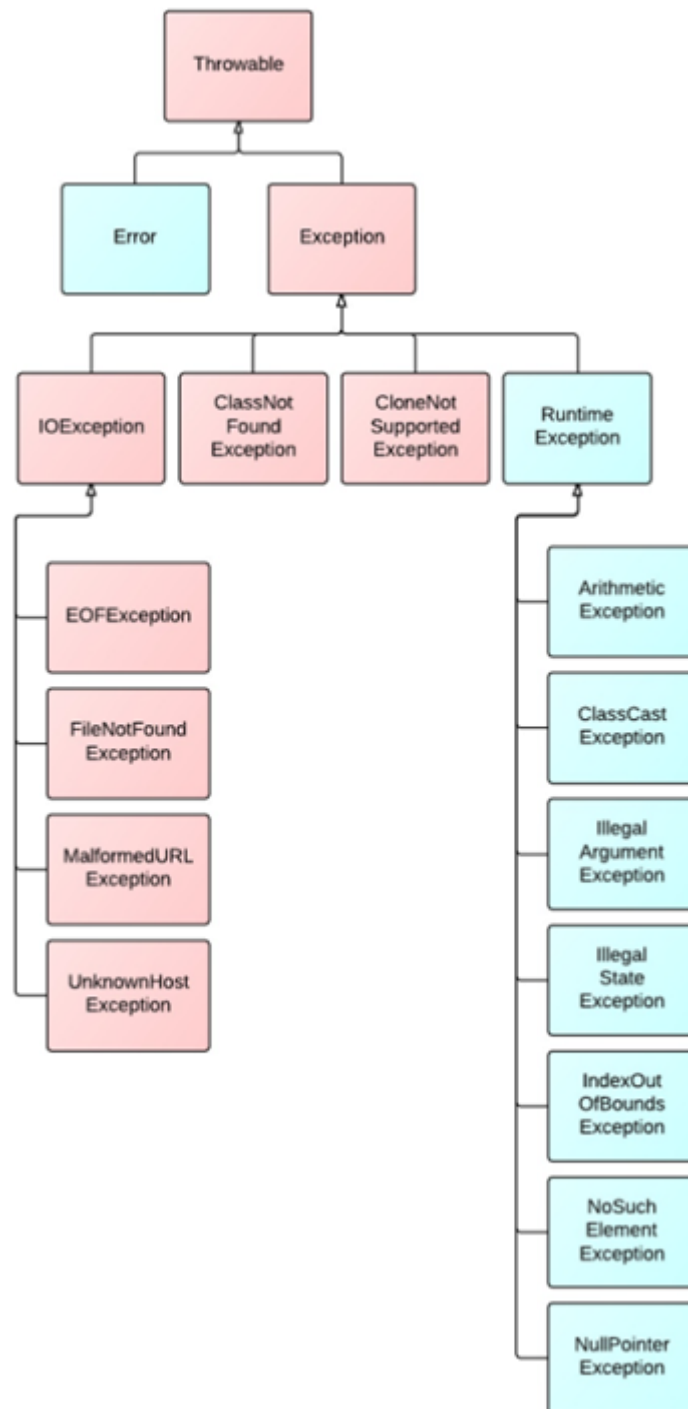 Throwable
Error
Exception
IOException
ClassNot
Found
Exception
CloneNot
Supported
Exception
Runtime
Exception
EOFException
FileNotFound
Exception
MalformedURL
Exception
UnknownHost
Exception
Arithmetic
Exception
ClassCast
Exception
Illegal
Argument
Exception
Illegal
State
Exception
IndexOut
OfBounds
Exception
NoSuch
Element
Exception
NullPointer
Exception